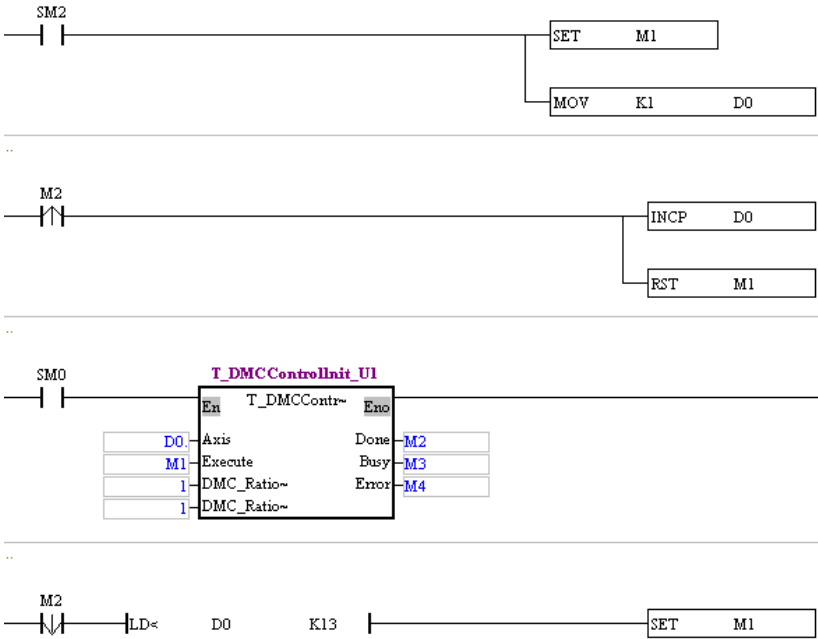 SM2
SET M1
MOV K1 D0
..
M2
INCP D0
RST M1
..
SM0
T_DMCControlInit_U1
T_DMCContr~
En Eno
D0. Axis Done M2
M1 Execute Busy M3
1 DMC_Ratio~ Error M4
1 DMC_Ratio~
..
M2
LD< D0 K13 SET M1